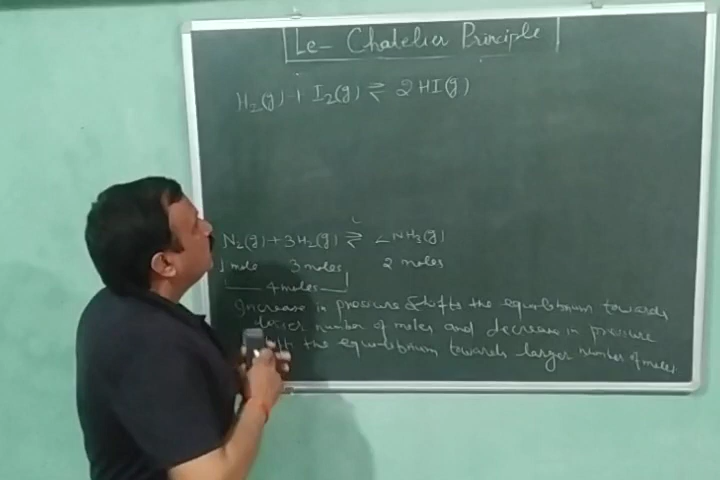 Le- Chatelier Principle
H₂(g) + I₂(g) ⇌ 2HI(g)
N₂(g) + 3H₂(g) ⇌ 2NH₃(g)
1 mole 3 moles 2 moles
4 moles
Increase in pressure shifts the equilibrium towards
lesser number of moles and decrease in pressure
the equilibrium towards larger number of moles.